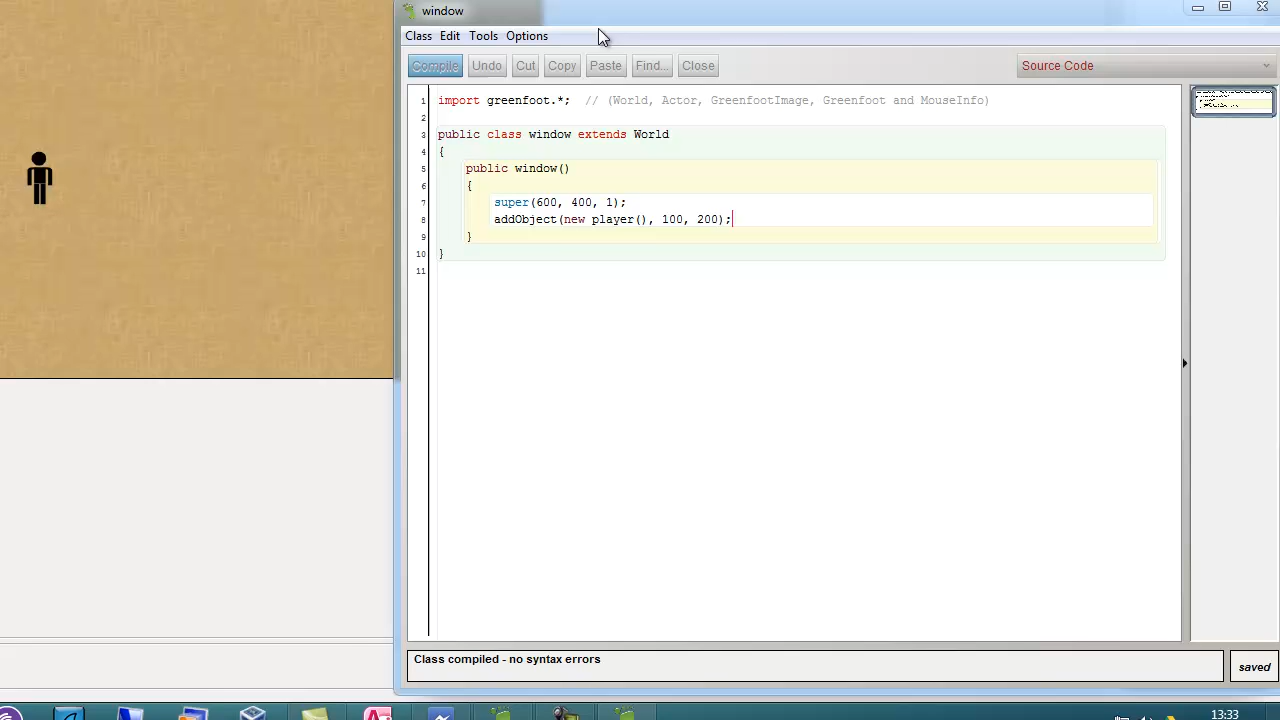 window
Class Edit Tools Options
Compile Undo Cut Copy Paste Find... Close Source Code
1 import greenfoot.*; // (World, Actor, GreenfootImage, Greenfoot and MouseInfo)
2
3 public class window extends World
4 {
5 public window()
6 {
7 super(600, 400, 1);
8 addObject(new player(), 100, 200);
9 }
10 }
11
Class compiled - no syntax errors
saved
13:33